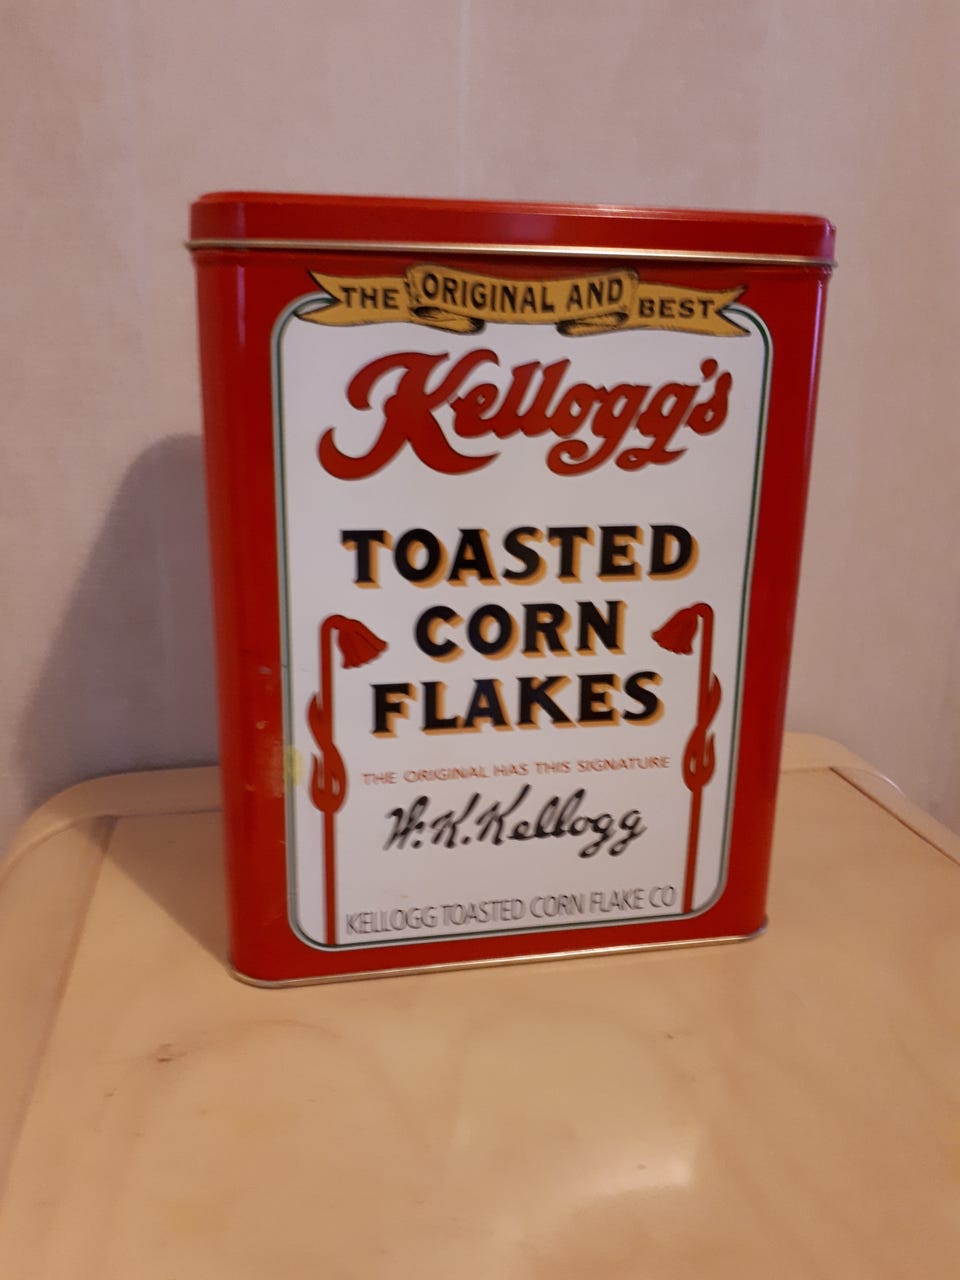 THE ORIGINAL AND BEST
Kellogg's
TOASTED
CORN
FLAKES
THE ORIGINAL HAS THIS SIGNATURE
W.K.Kellogg
KELLOGG TOASTED CORN FLAKE CO